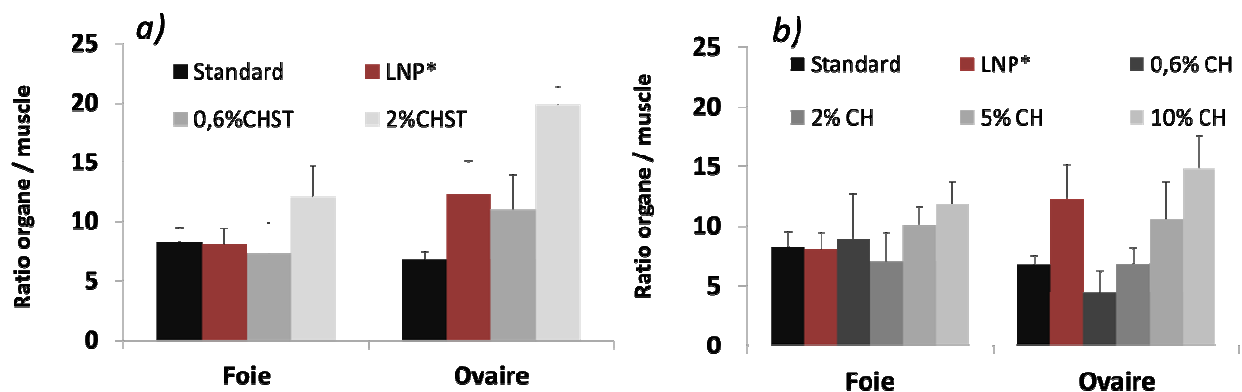 a)
25
20
15
10
5
0
Ratio organe / muscle
Standard
LNP*
0,6%CHST
2%CHST
Foie
Ovaire
b)
25
20
15
10
5
0
Ratio organe / muscle
Standard
LNP*
0,6% CH
2% CH
5% CH
10% CH
Foie
Ovaire